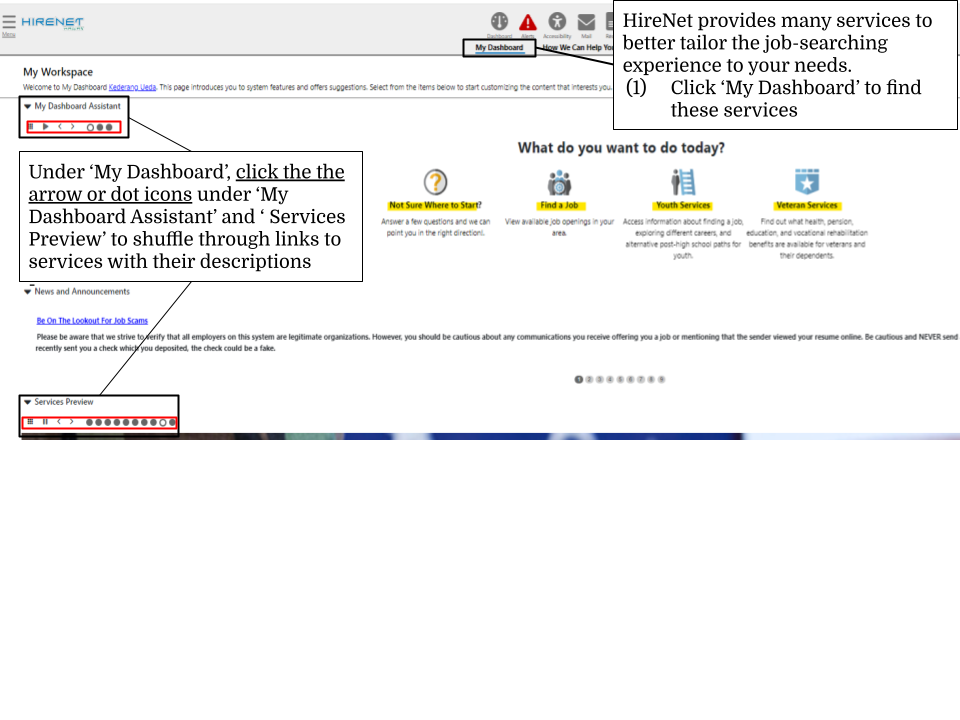 HIRENET
Menu
Dashboard
Alerts
Accessibility
Mail
My Dashboard
How We Can Help You
HireNet provides many services to
better tailor the job-searching
experience to your needs.
(1) Click ‘My Dashboard’ to find
these services
My Workspace
Welcome to My Dashboard Kederang Ueda. This page introduces you to system features and offers suggestions. Select from the items below to start customizing the content that interests you.
My Dashboard Assistant
What do you want to do today?
Under ‘My Dashboard’, click the the
arrow or dot icons under ‘My
Dashboard Assistant’ and ‘ Services
Preview’ to shuffle through links to
services with their descriptions
Not Sure Where to Start?
Answer a few questions and we can
point you in the right direction!.
Find a Job
View available job openings in your
area.
Youth Services
Access information about finding a job,
exploring different careers, and
alternative post-high school paths for
youth.
Veteran Services
Find out what health, pension,
education, and vocational rehabilitation
benefits are available for veterans and
their dependents.
News and Announcements
Be On The Lookout For Job Scams
Please be aware that we strive to verify that all employers on this system are legitimate organizations. However, you should be cautious about any communications you receive offering you a job or mentioning that the sender viewed your resume online. Be cautious and NEVER send
recently sent you a check which you deposited, the check could be a fake.
1 2 3 4 5 6 7 8 9
Services Preview